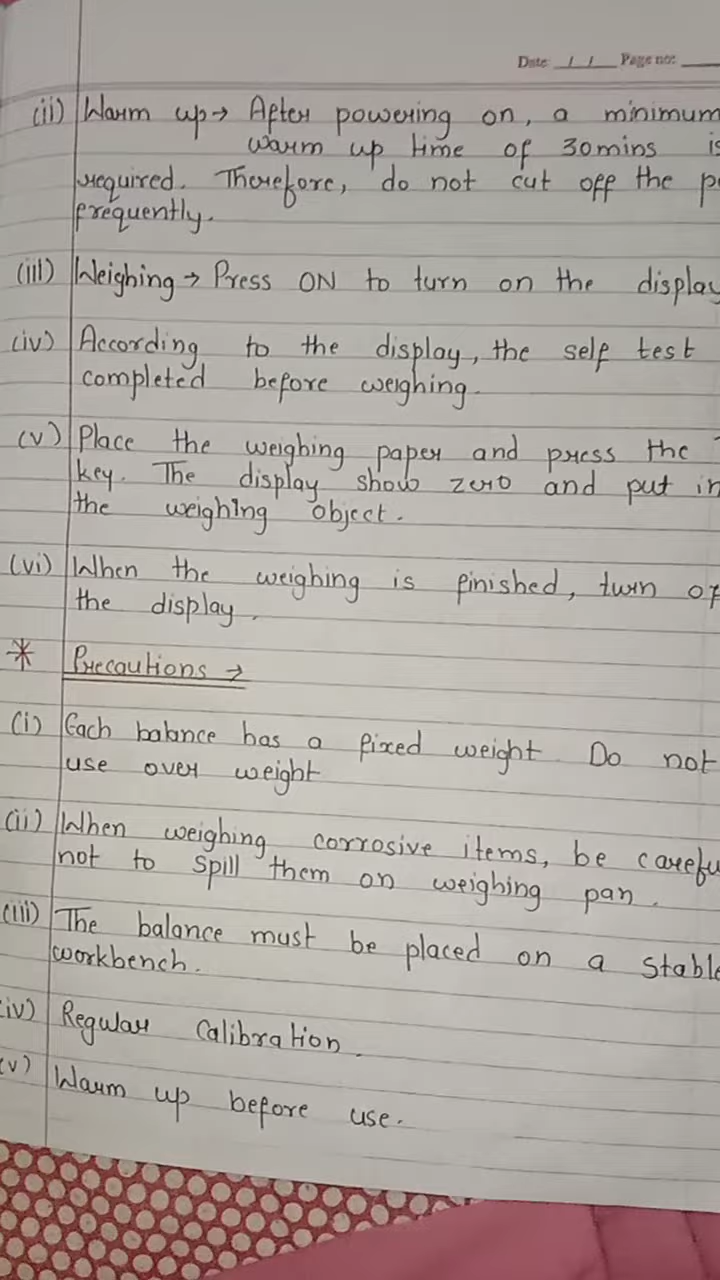 Date / / Page no:
(ii) Warm up → After powering on, a minimum
warm up time of 30mins is
required. Therefore, do not cut off the
frequently.
(iii) Weighing → Press ON to turn on the display
(iv) According to the display, the self test
completed before weighing.
(v) Place the weighing paper and press the
key. The display show zero and put in
the weighing object.
(vi) When the weighing is finished, turn of
the display.
* Precautions →
(i) Each balance has a fixed weight. Do not
use over weight
(ii) When weighing corrosive items, be carefu
not to spill them on weighing pan.
(iii) The balance must be placed on a stable
workbench.
iv) Regular Calibration.
(v) Warm up before use.